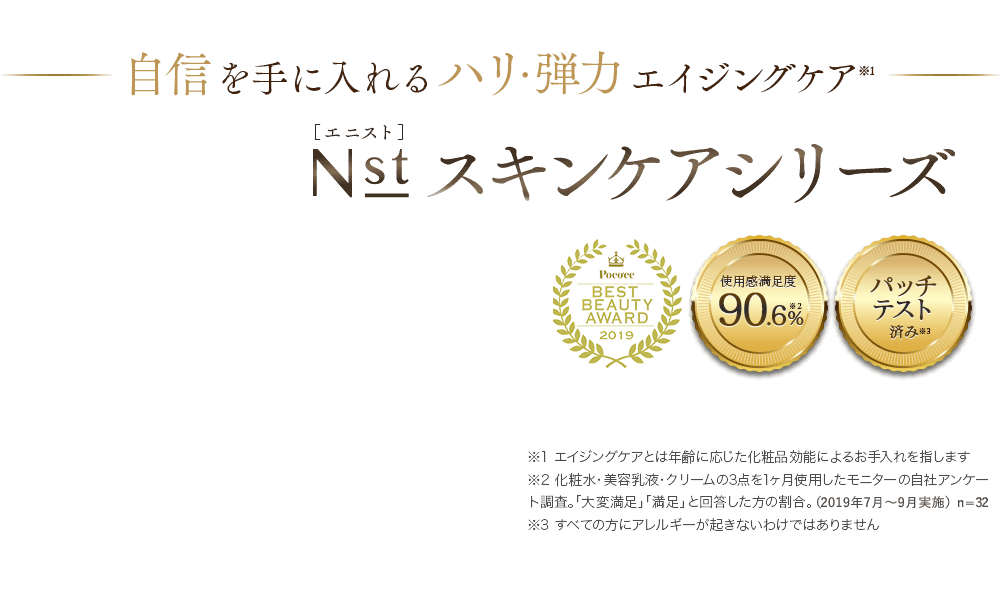 自信を手に入れるハリ・弾力エイジングケア※1
［エニスト］
Nst スキンケアシリーズ
Pococe
BEST
BEAUTY
AWARD
2019
使用感満足度
90.6%※2
パッチ
テスト
済み※3
※1 エイジングケアとは年齢に応じた化粧品効能によるお手入れを指します
※2 化粧水・美容乳液・クリームの3点を1ヶ月使用したモニターの自社アンケー
ト調査。「大変満足」「満足」と回答した方の割合。（2019年7月〜9月実施） n=32
※3 すべての方にアレルギーが起きないわけではありません